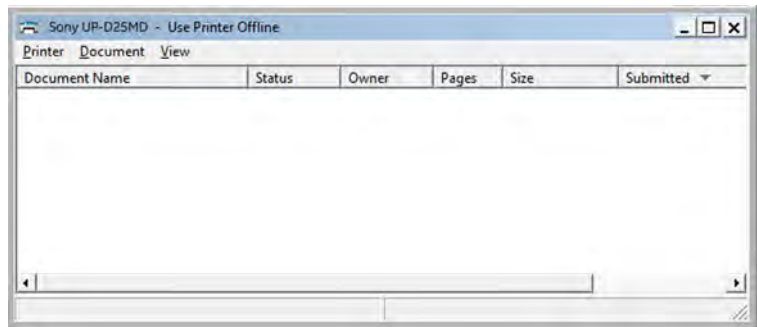 Sony UP-D25MD - Use Printer Offline
Printer Document View
Document Name Status Owner Pages Size Submitted